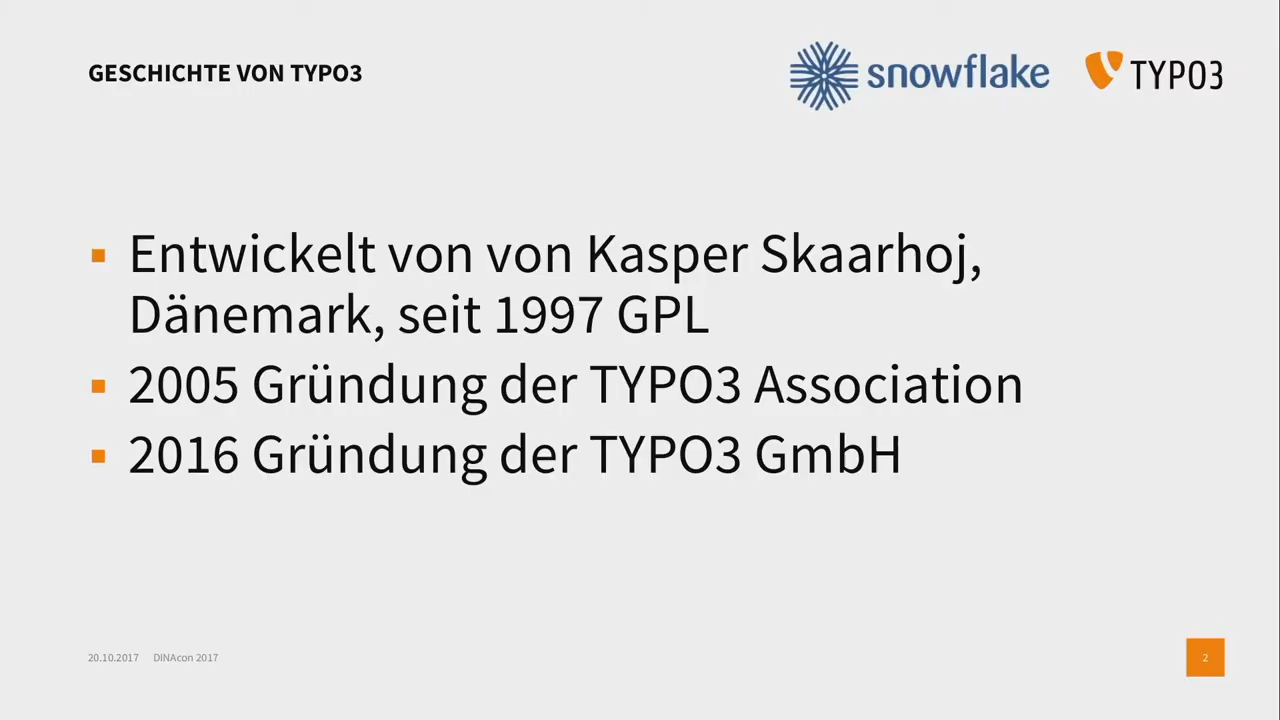 GESCHICHTE VON TYPO3
snowflake
TYPO3
Entwickelt von von Kasper Skaarhoj,
Dänemark, seit 1997 GPL
2005 Gründung der TYPO3 Association
2016 Gründung der TYPO3 GmbH
20.10.2017 DINAcon 2017
2